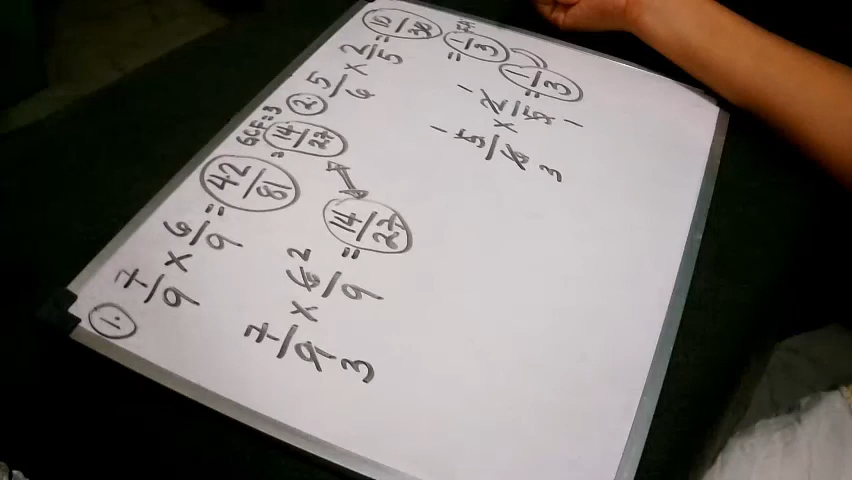 1. 7/9 x 6/9 = 42/81 = 14/27
GCF=3
7/9 x 6/9 = 14/27
3 2
2. 5/6 x 2/5 = 10/30 = 1/3
5/6 x 2/5 = 1/3
1 1
3 1